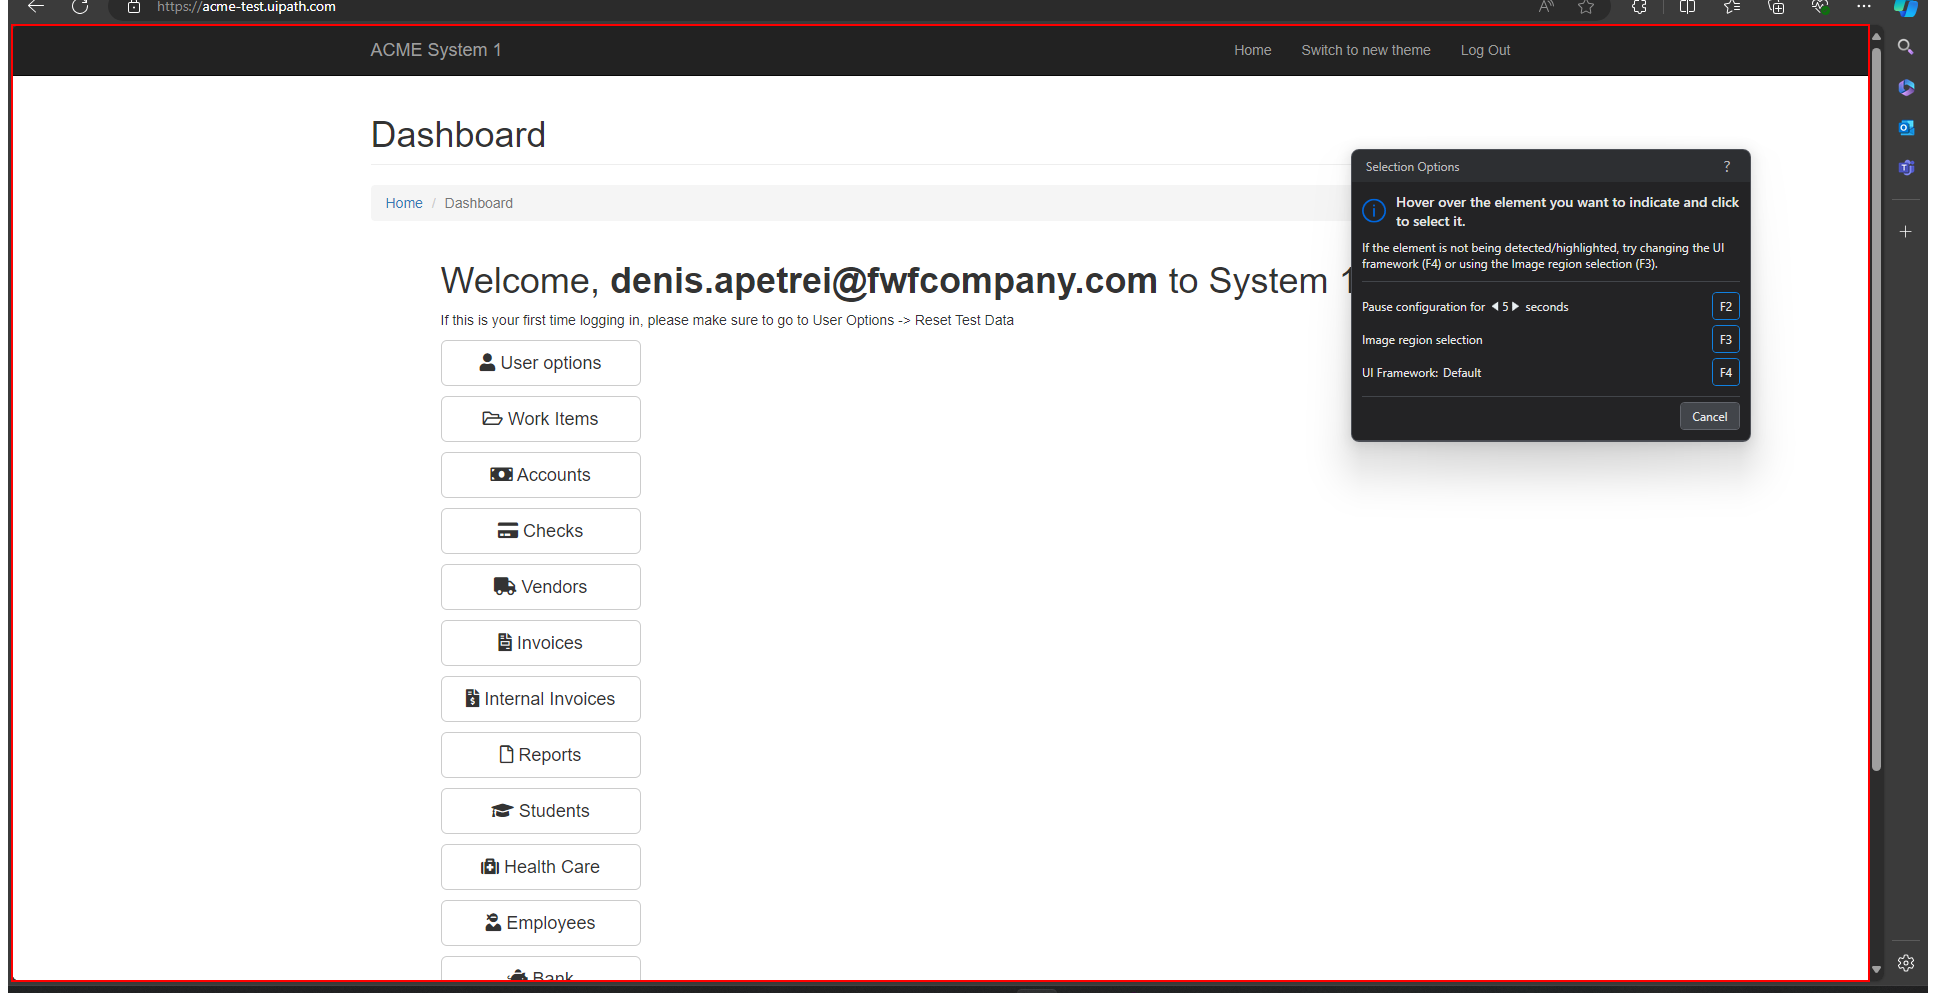 https://acme-test.uipath.com
ACME System 1
Home
Switch to new theme
Log Out
Dashboard
Home / Dashboard
Welcome, denis.apetrei@fwfcompany.com to System 1
If this is your first time logging in, please make sure to go to User Options -> Reset Test Data
User options
Work Items
Accounts
Checks
Vendors
Invoices
Internal Invoices
Reports
Students
Health Care
Employees
Bank
Selection Options ?
Hover over the element you want to indicate and click
to select it.
If the element is not being detected/highlighted, try changing the UI
framework (F4) or using the Image region selection (F3).
Pause configuration for 5 seconds F2
Image region selection F3
UI Framework: Default F4
Cancel